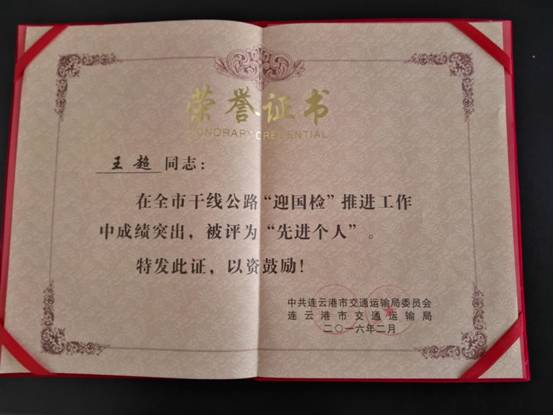 荣誉证书
HONORARY CREDENTIAL
王超 同志：
在全市干线公路“迎国检”推进工作
中成绩突出，被评为“先进个人”。
特发此证，以资鼓励！
中共连云港市交通运输局委员会
连云港市交通运输局
二〇一六年二月